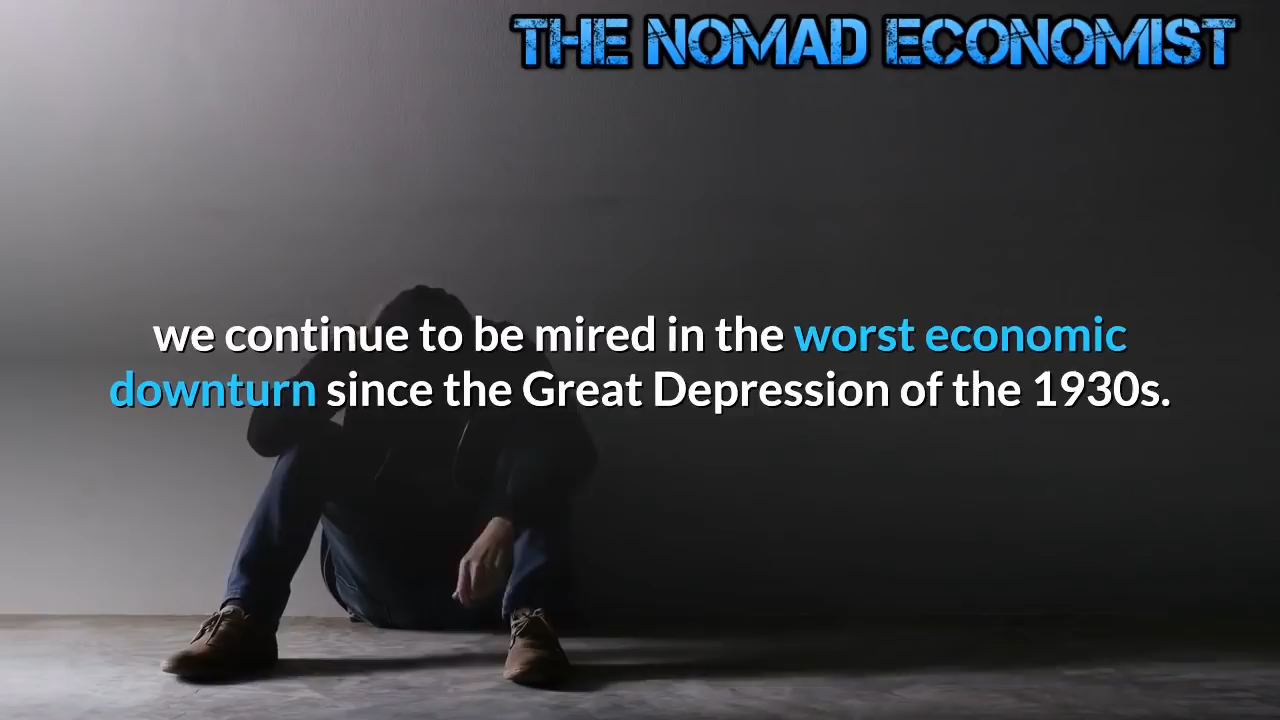 THE NOMAD ECONOMIST
we continue to be mired in the worst economic
downturn since the Great Depression of the 1930s.